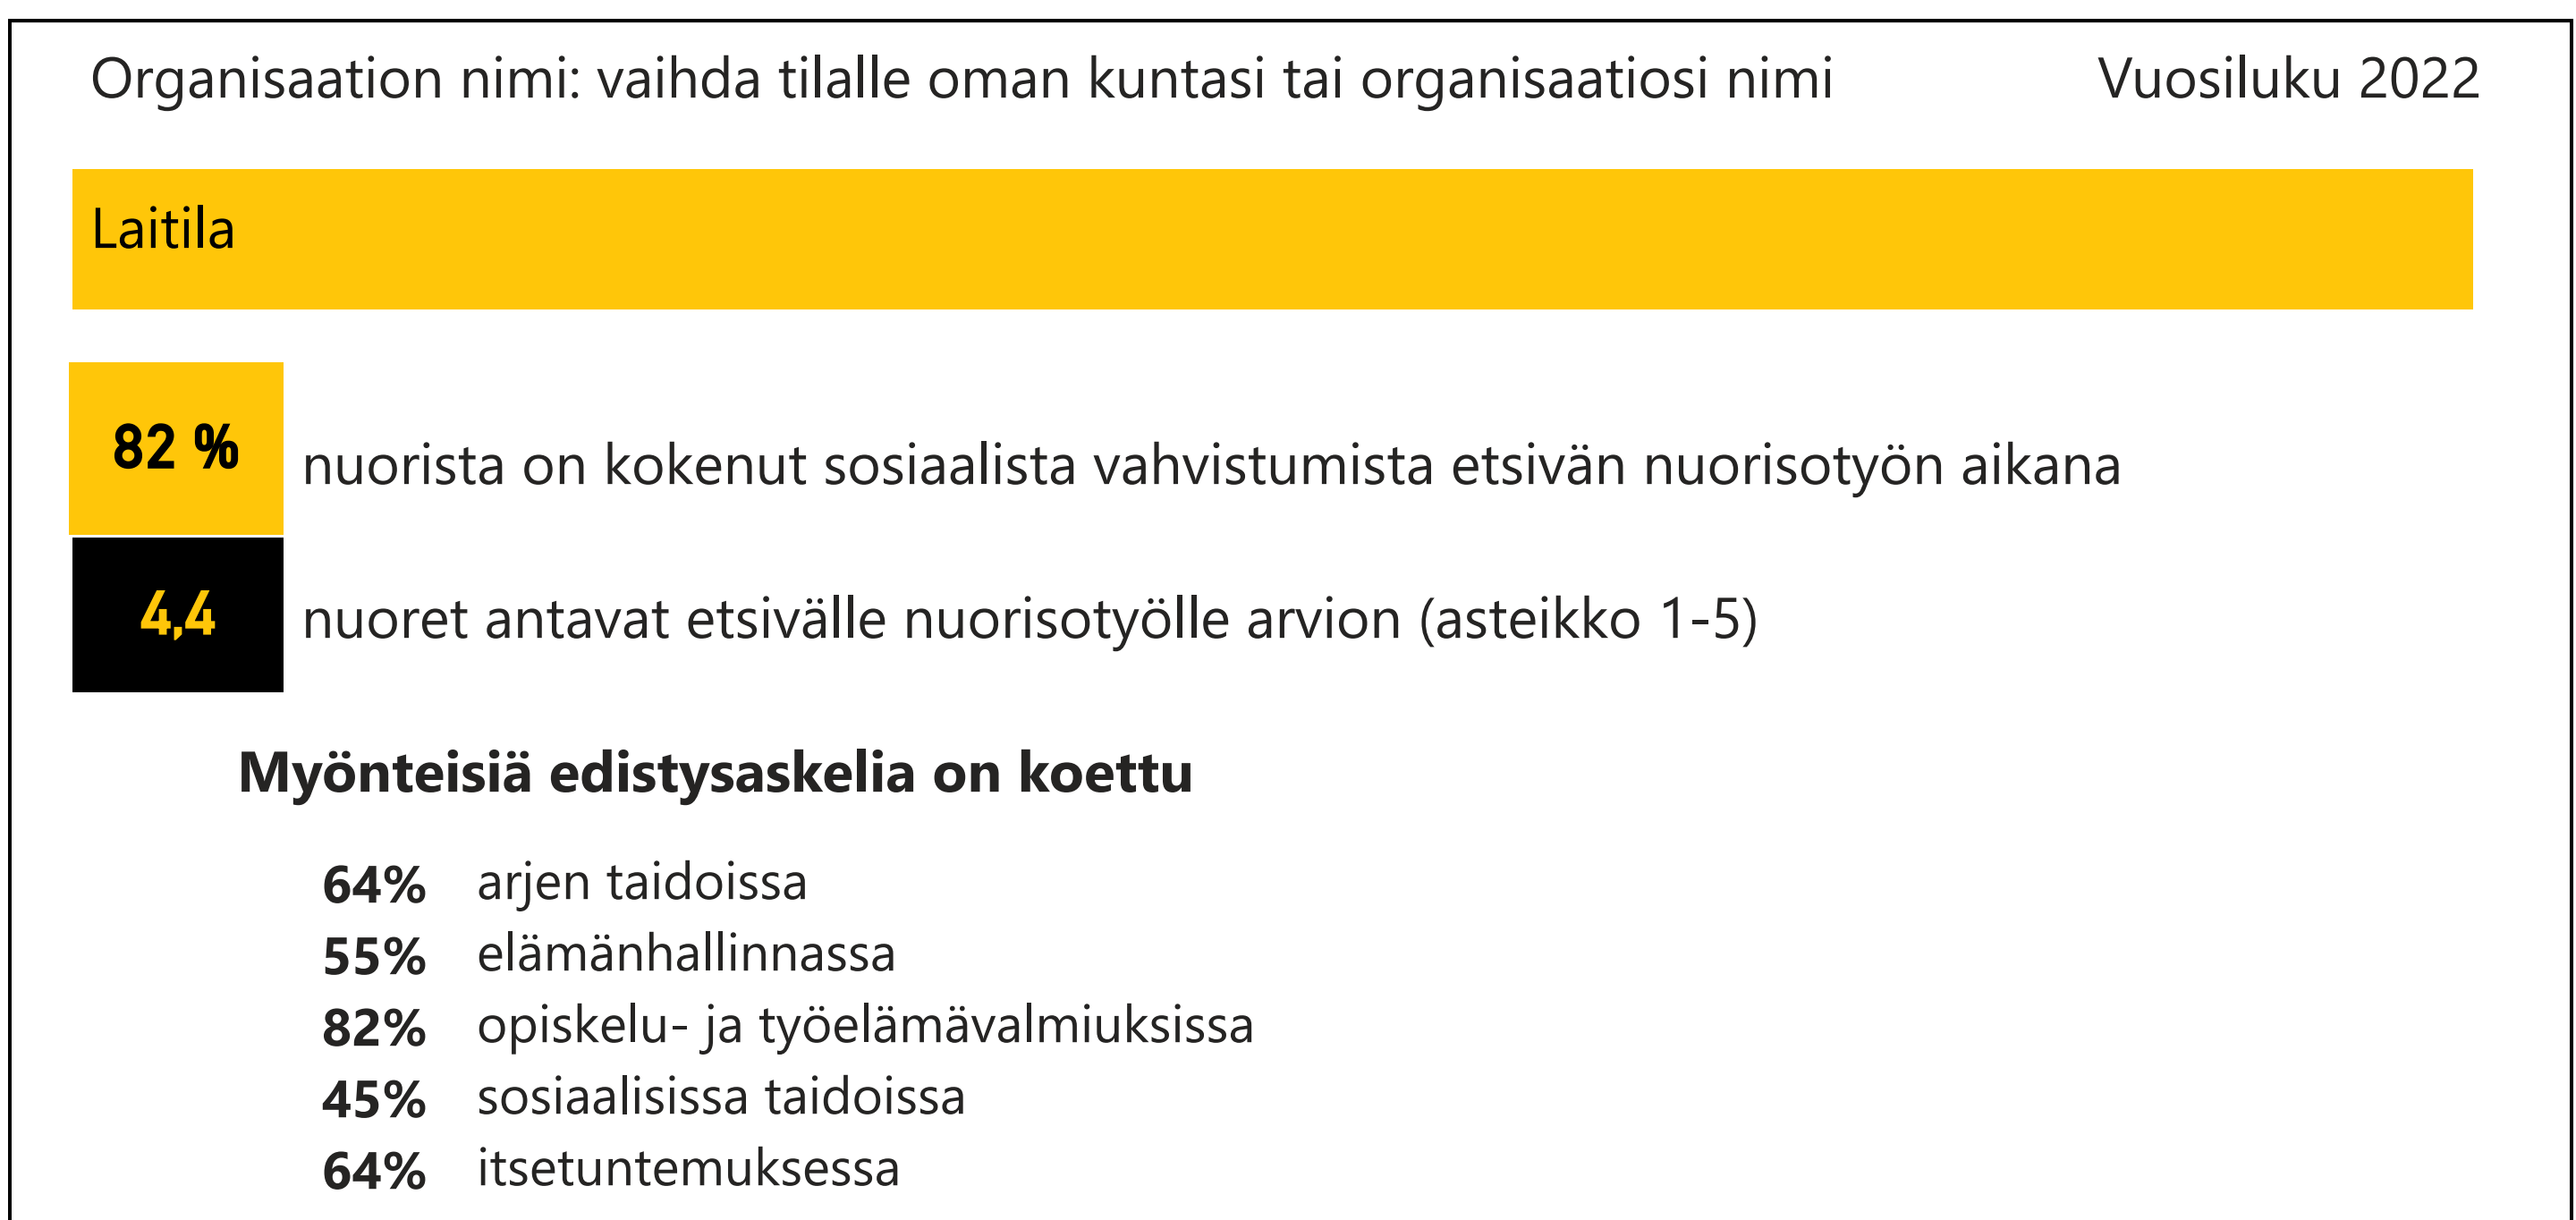 Organisaation nimi: vaihda tilalle oman kuntasi tai organisaatiosi nimi Vuosiluku 2022
Laitila
82 % nuorista on kokenut sosiaalista vahvistumista etsivän nuorisotyön aikana
4,4 nuoret antavat etsivälle nuorisotyölle arvion (asteikko 1-5)
Myönteisiä edistysaskelia on koettu
64% arjen taidoissa
55% elämänhallinnassa
82% opiskelu- ja työelämävalmiuksissa
45% sosiaalisissa taidoissa
64% itsetuntemuksessa